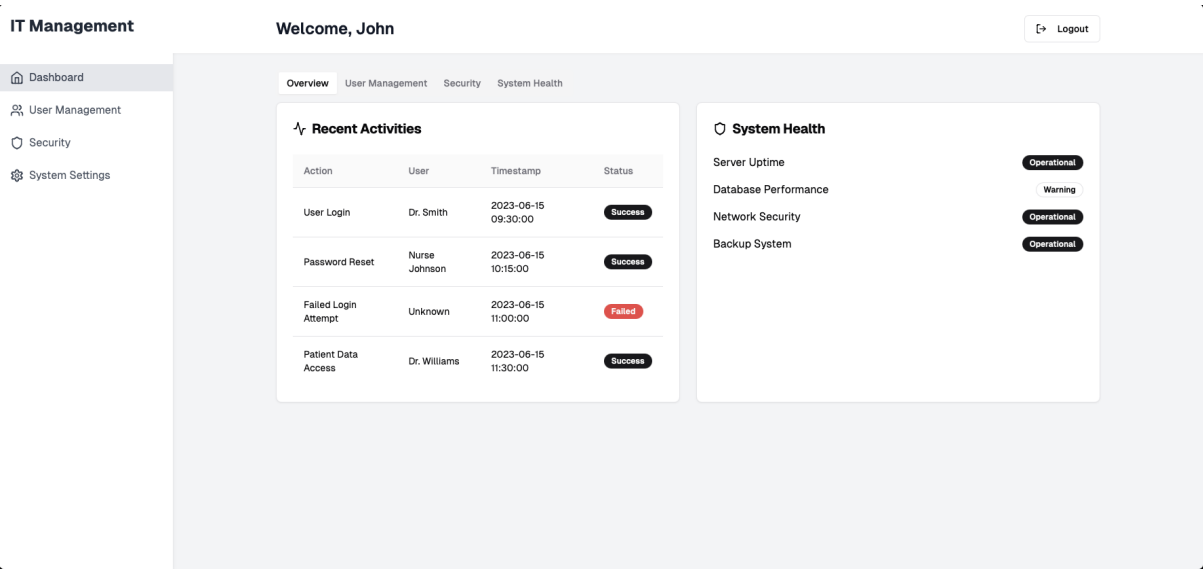 IT Management
Welcome, John
Logout
Dashboard
User Management
Security
System Settings
Overview User Management Security System Health
Recent Activities
Action User Timestamp Status
User Login Dr. Smith 2023-06-15 09:30:00 Success
Password Reset Nurse Johnson 2023-06-15 10:15:00 Success
Failed Login Attempt Unknown 2023-06-15 11:00:00 Failed
Patient Data Access Dr. Williams 2023-06-15 11:30:00 Success
System Health
Server Uptime Operational
Database Performance Warning
Network Security Operational
Backup System Operational